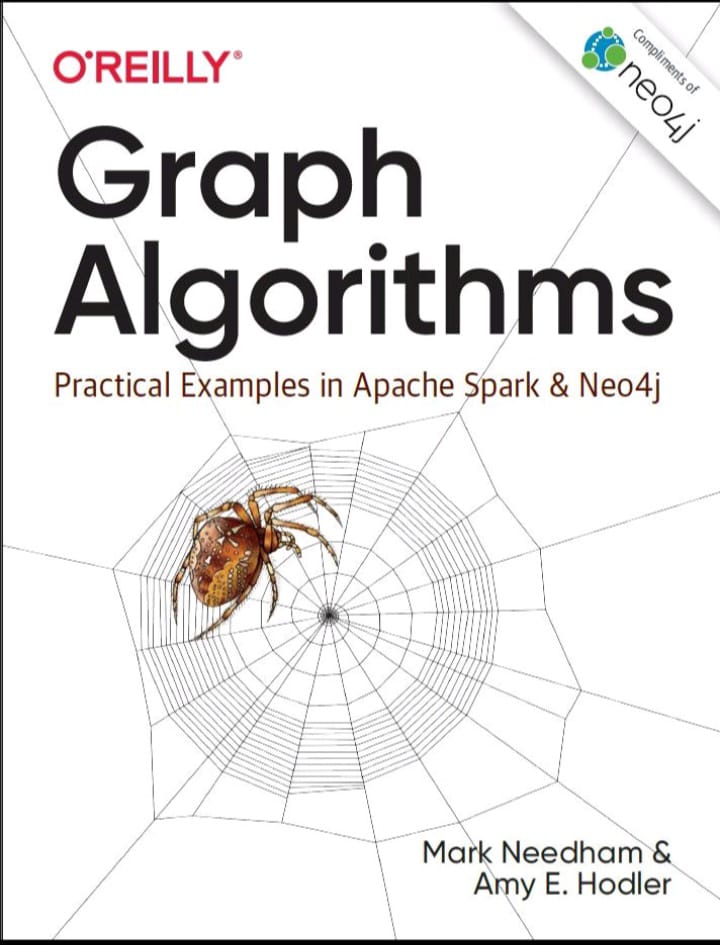 O'REILLY®
Compliments of
neo4j
Graph
Algorithms
Practical Examples in Apache Spark & Neo4j
Mark Needham &
Amy E. Hodler